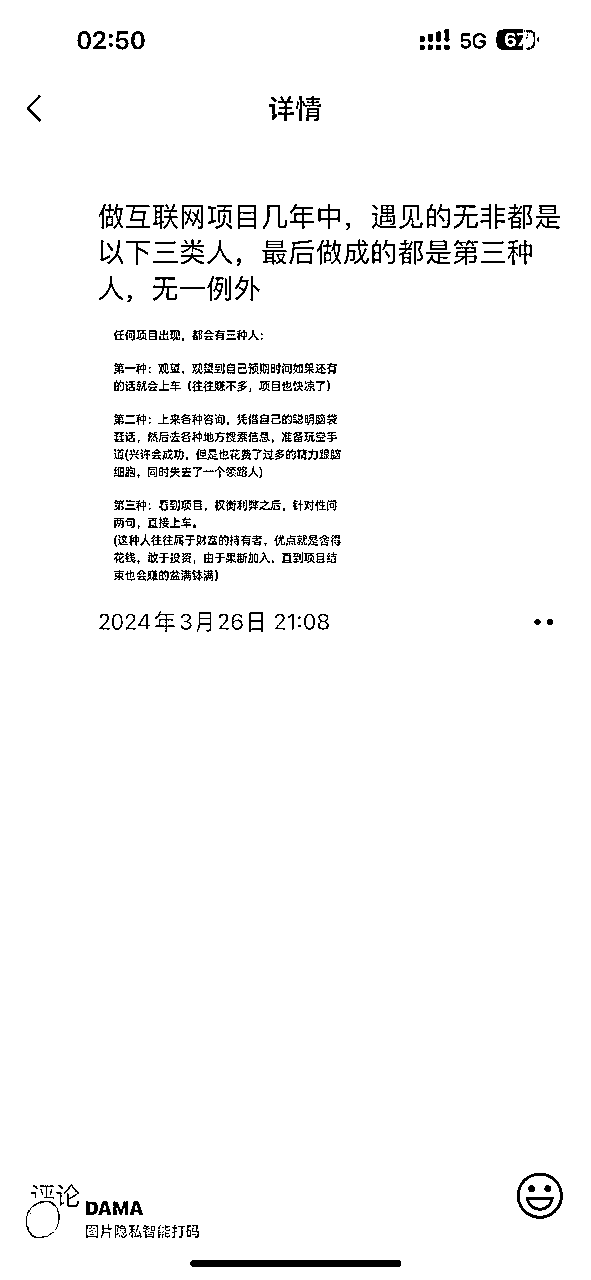 02:50
5G
67
详情
做互联网项目几年中，遇见的无非都是
以下三类人，最后做成的都是第三种
人，无一例外
任何项目出现，都会有三种人：
第一种：观望，观望到自己预期时间如果还有
的话就会上车（往往赚不多，项目也快凉了）
第二种：上来各种咨询，凭借自己的聪明脑袋
套话，然后去各种地方搜索信息，准备玩空手
道(兴许会成功，但是也花费了过多的精力跟脑
细胞，同时失去了一个领路人)
第三种：看到项目，权衡利弊之后，针对性问
两句，直接上车。
(这种人往往属于财富的持有者，优点就是舍得
花钱，敢于投资，由于果断加入，直到项目结
束也会赚的盆满钵满)
2024年3月26日 21:08
评论
DAMA
图片隐私智能打码